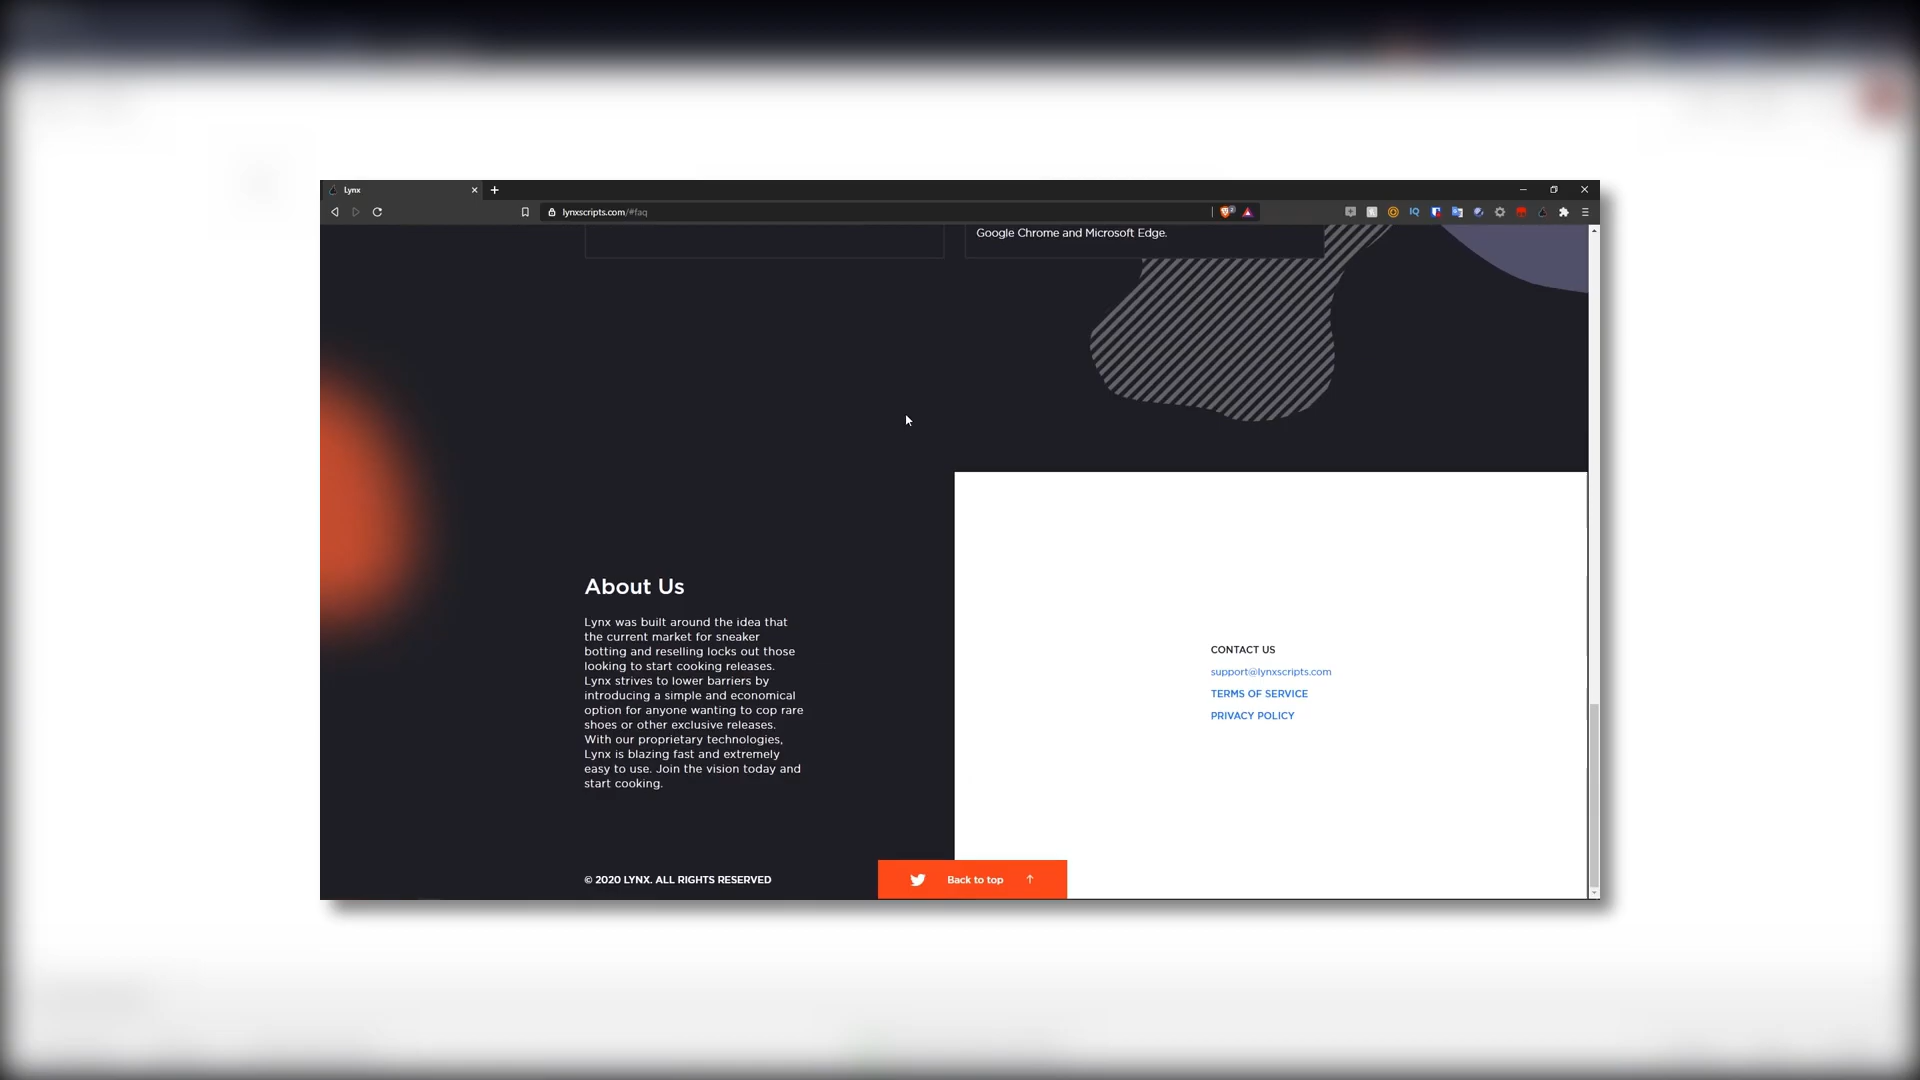 Lynx
lynxscripts.com/#faq
Google Chrome and Microsoft Edge.
About Us
Lynx was built around the idea that
the current market for sneaker
botting and reselling locks out those
looking to start cooking releases.
Lynx strives to lower barriers by
introducing a simple and economical
option for anyone wanting to cop rare
shoes or other exclusive releases.
With our proprietary technologies,
Lynx is blazing fast and extremely
easy to use. Join the vision today and
start cooking.
CONTACT US
support@lynxscripts.com
TERMS OF SERVICE
PRIVACY POLICY
© 2020 LYNX. ALL RIGHTS RESERVED
Back to top